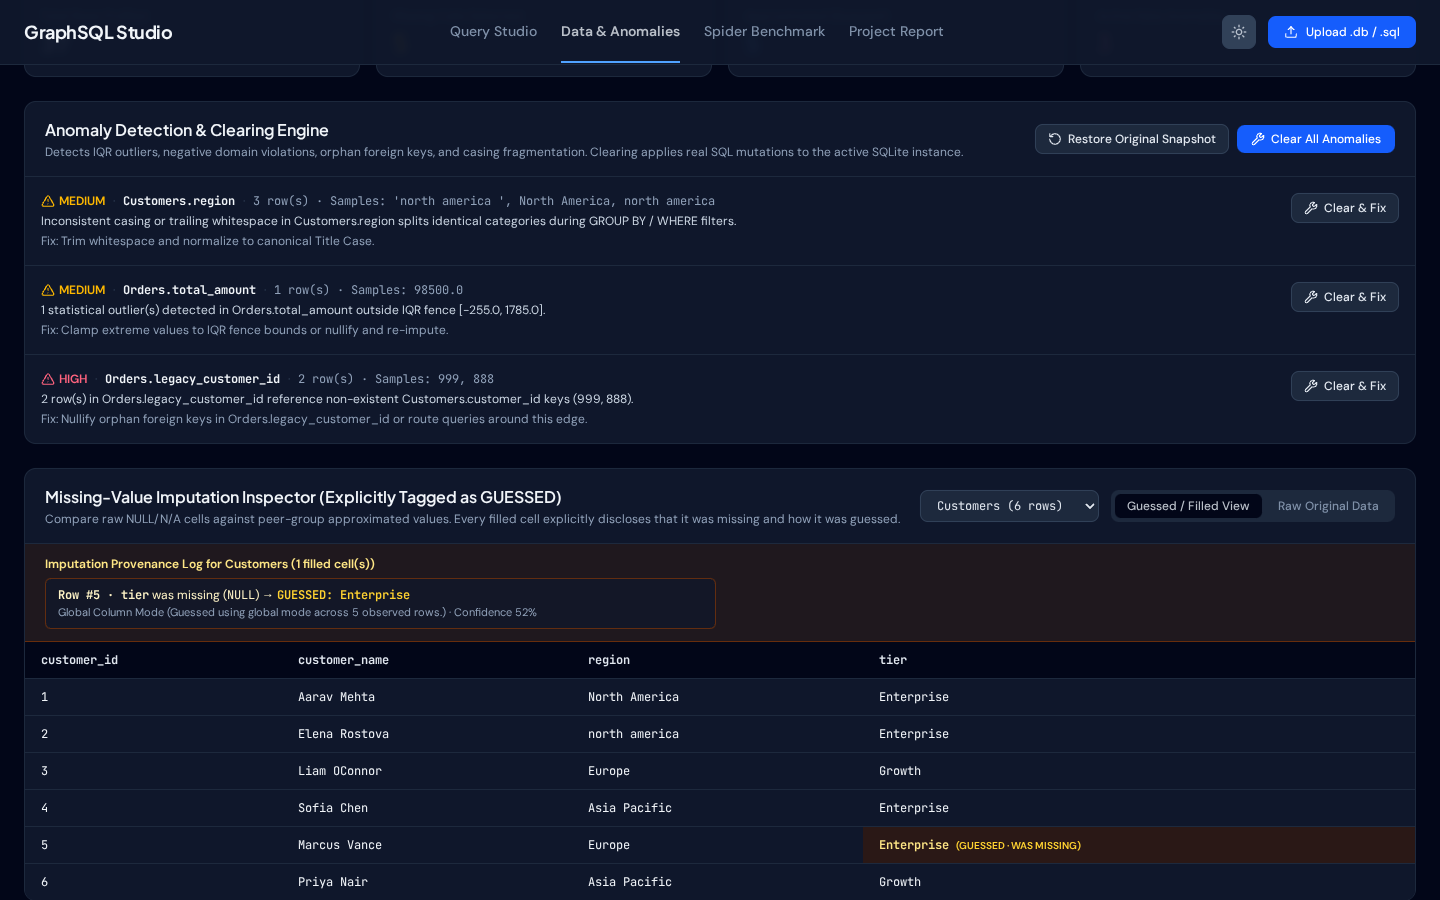 GraphSQL Studio
Query Studio
Data & Anomalies
Spider Benchmark
Project Report
Upload .db / .sql
Anomaly Detection & Clearing Engine
Detects IQR outliers, negative domain violations, orphan foreign keys, and casing fragmentation. Clearing applies real SQL mutations to the active SQLite instance.
Restore Original Snapshot
Clear All Anomalies
MEDIUM · Customers.region · 3 row(s) · Samples: 'north america ', North America, north america
Inconsistent casing or trailing whitespace in Customers.region splits identical categories during GROUP BY / WHERE filters.
Fix: Trim whitespace and normalize to canonical Title Case.
Clear & Fix
MEDIUM · Orders.total_amount · 1 row(s) · Samples: 98500.0
1 statistical outlier(s) detected in Orders.total_amount outside IQR fence [-255.0, 1785.0].
Fix: Clamp extreme values to IQR fence bounds or nullify and re-impute.
Clear & Fix
HIGH · Orders.legacy_customer_id · 2 row(s) · Samples: 999, 888
2 row(s) in Orders.legacy_customer_id reference non-existent Customers.customer_id keys (999, 888).
Fix: Nullify orphan foreign keys in Orders.legacy_customer_id or route queries around this edge.
Clear & Fix
Missing-Value Imputation Inspector (Explicitly Tagged as GUESSED)
Compare raw NULL/N/A cells against peer-group approximated values. Every filled cell explicitly discloses that it was missing and how it was guessed.
Customers (6 rows)
Guessed / Filled View
Raw Original Data
Imputation Provenance Log for Customers (1 filled cell(s))
Row #5 · tier was missing (NULL) → GUESSED: Enterprise
Global Column Mode (Guessed using global mode across 5 observed rows.) · Confidence 52%
customer_id customer_name region tier
1 Aarav Mehta North America Enterprise
2 Elena Rostova north america Enterprise
3 Liam OConnor Europe Growth
4 Sofia Chen Asia Pacific Enterprise
5 Marcus Vance Europe Enterprise (GUESSED · WAS MISSING)
6 Priya Nair Asia Pacific Growth